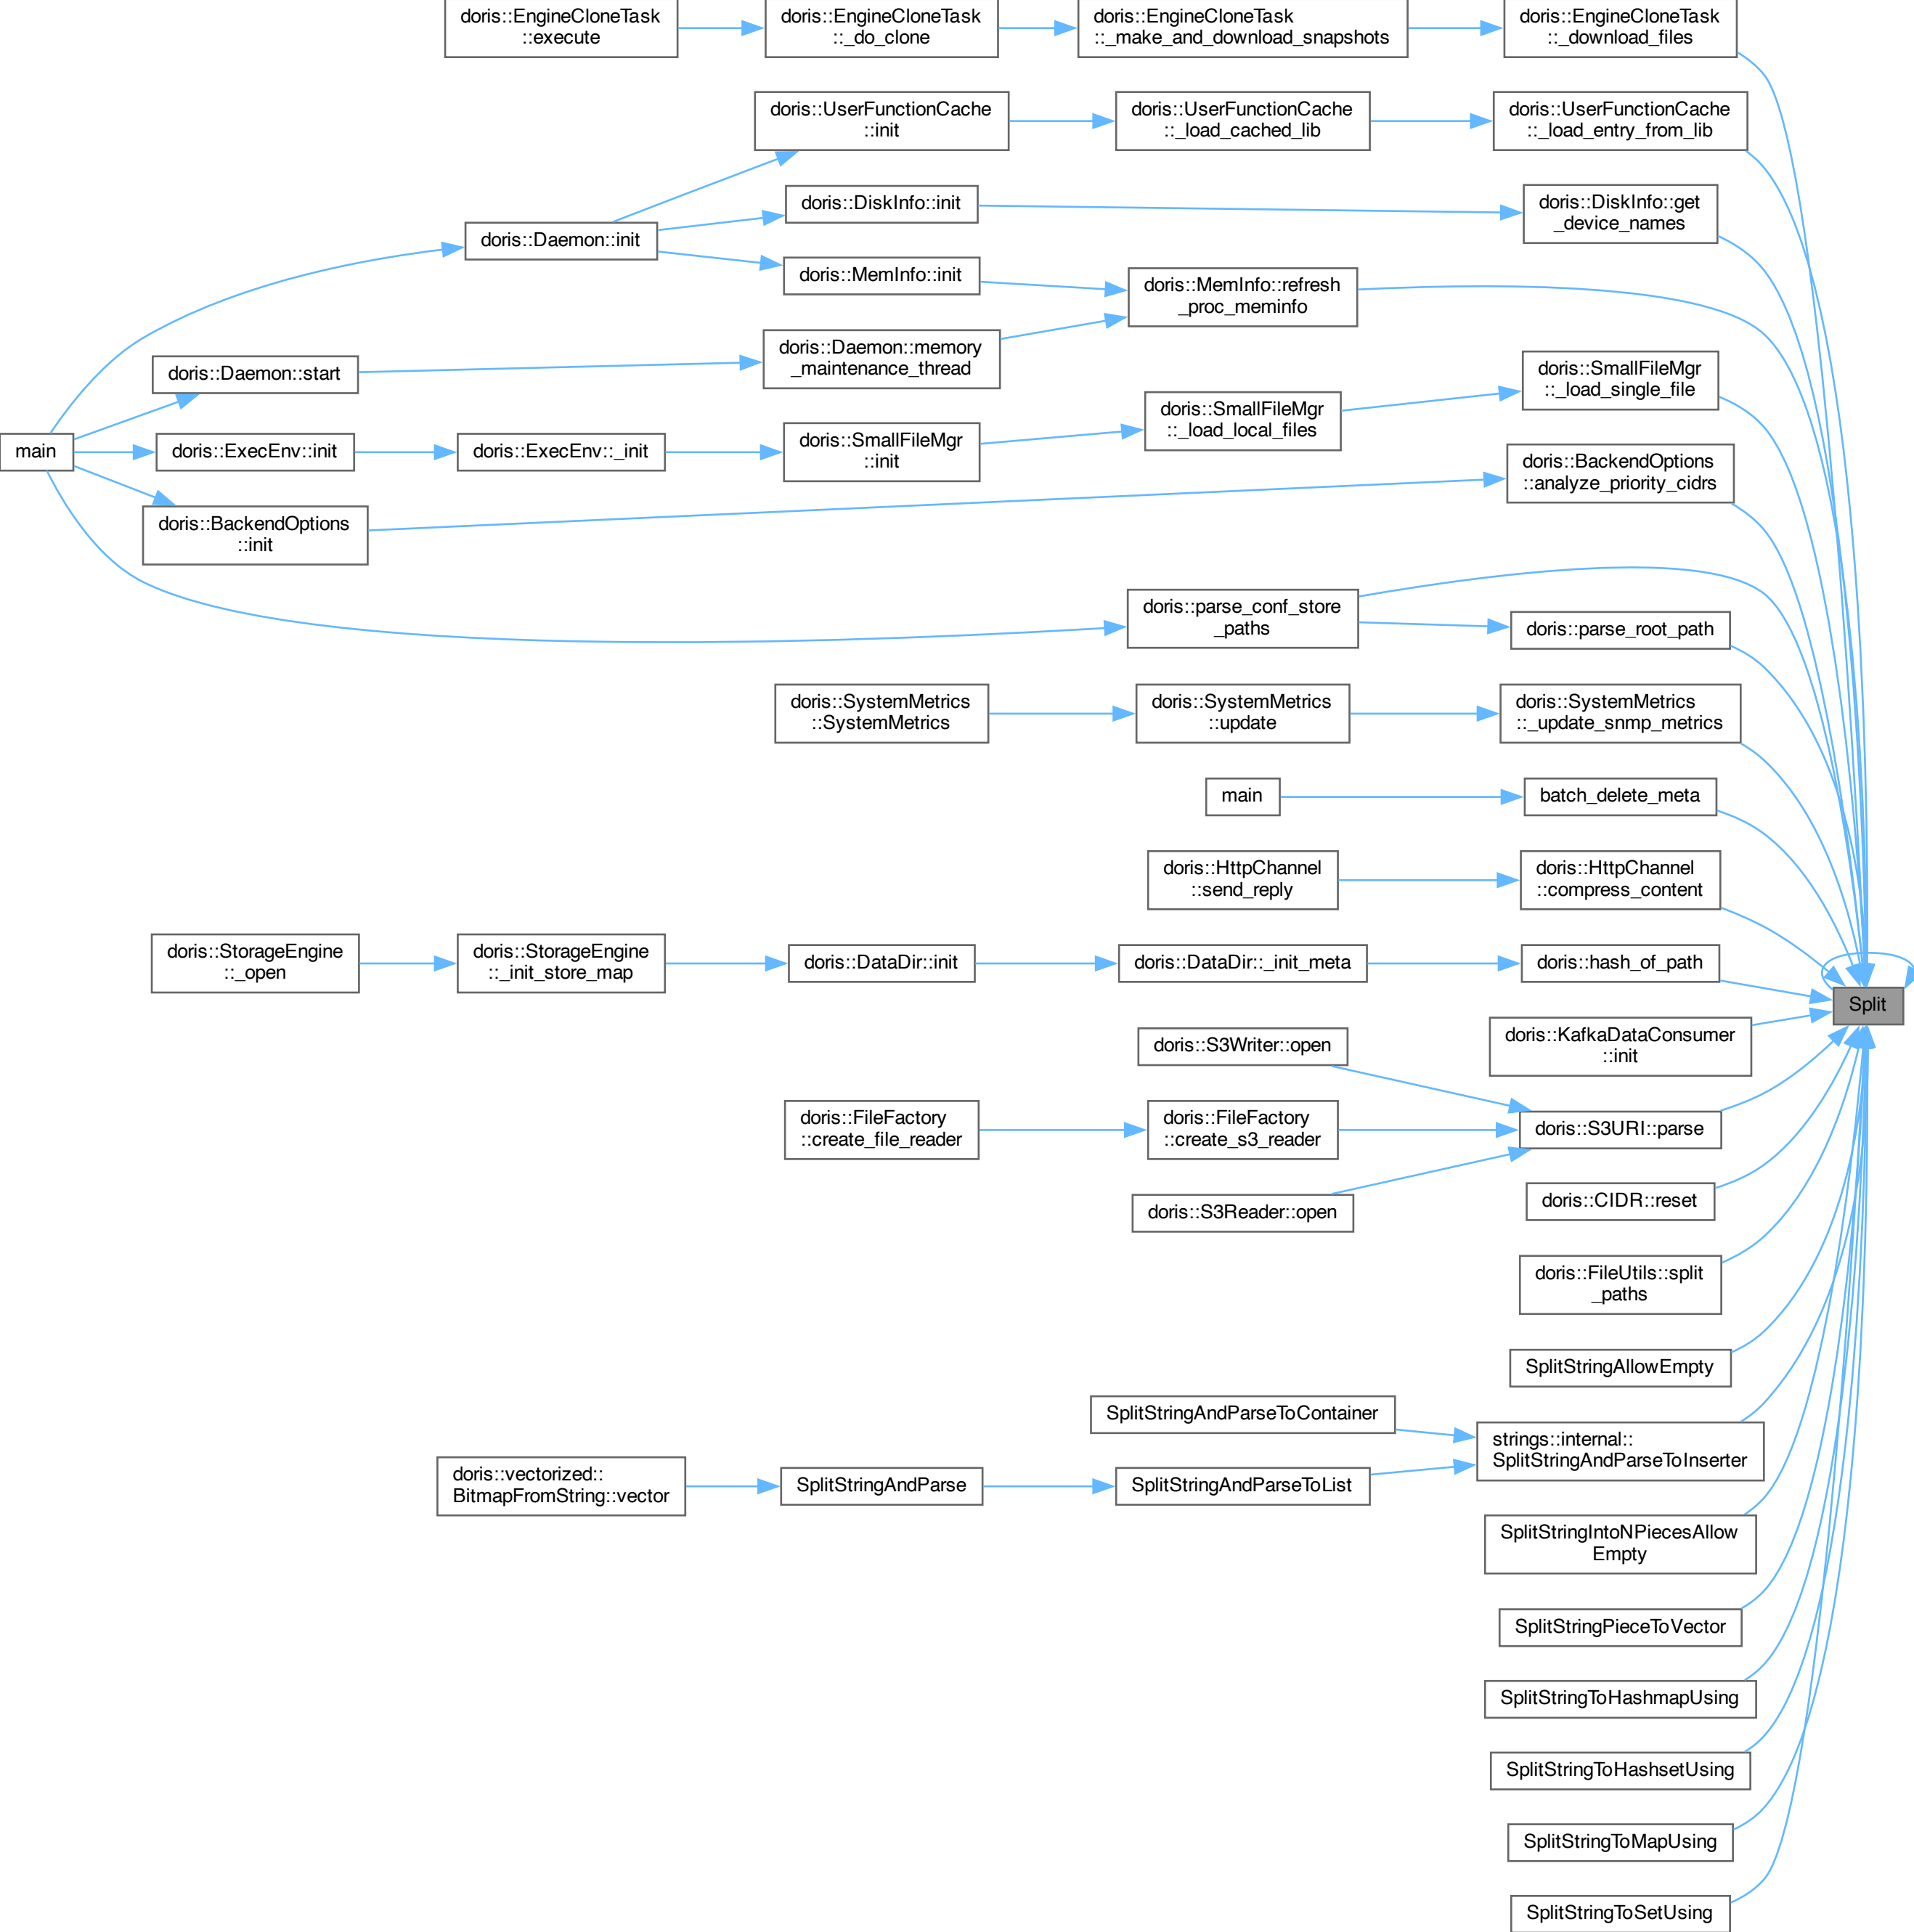 doris::EngineCloneTask
::execute
doris::EngineCloneTask
::_do_clone
doris::EngineCloneTask
::_make_and_download_snapshots
doris::EngineCloneTask
::_download_files
doris::UserFunctionCache
::init
doris::UserFunctionCache
::_load_cached_lib
doris::UserFunctionCache
::_load_entry_from_lib
doris::DiskInfo::init
doris::DiskInfo::get
_device_names
doris::Daemon::init
doris::MemInfo::init
doris::MemInfo::refresh
_proc_meminfo
doris::Daemon::start
doris::Daemon::memory
_maintenance_thread
doris::SmallFileMgr
::_load_single_file
main
doris::ExecEnv::init
doris::ExecEnv::_init
doris::SmallFileMgr
::init
doris::SmallFileMgr
::_load_local_files
doris::BackendOptions
::analyze_priority_cidrs
doris::BackendOptions
::init
doris::parse_conf_store
_paths
doris::parse_root_path
doris::SystemMetrics
::SystemMetrics
doris::SystemMetrics
::update
doris::SystemMetrics
::_update_snmp_metrics
main
batch_delete_meta
doris::HttpChannel
::send_reply
doris::HttpChannel
::compress_content
doris::StorageEngine
::_open
doris::StorageEngine
::_init_store_map
doris::DataDir::init
doris::DataDir::_init_meta
doris::hash_of_path
Split
doris::KafkaDataConsumer
::init
doris::S3Writer::open
doris::FileFactory
::create_file_reader
doris::FileFactory
::create_s3_reader
doris::S3URI::parse
doris::S3Reader::open
doris::CIDR::reset
doris::FileUtils::split
_paths
SplitStringAllowEmpty
SplitStringAndParseToContainer
strings::internal::
SplitStringAndParseToInserter
doris::vectorized::
BitmapFromString::vector
SplitStringAndParse
SplitStringAndParseToList
SplitStringIntoNPiecesAllow
Empty
SplitStringPieceToVector
SplitStringToHashmapUsing
SplitStringToHashsetUsing
SplitStringToMapUsing
SplitStringToSetUsing